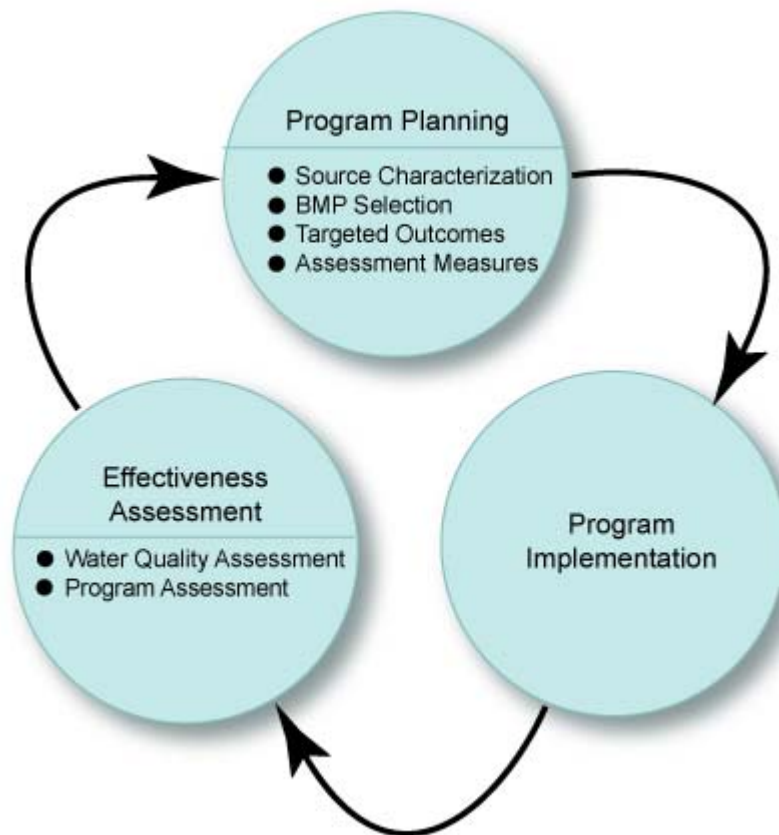 Program Planning
● Source Characterization
● BMP Selection
● Targeted Outcomes
● Assessment Measures
Program
Implementation
Effectiveness
Assessment
● Water Quality Assessment
● Program Assessment